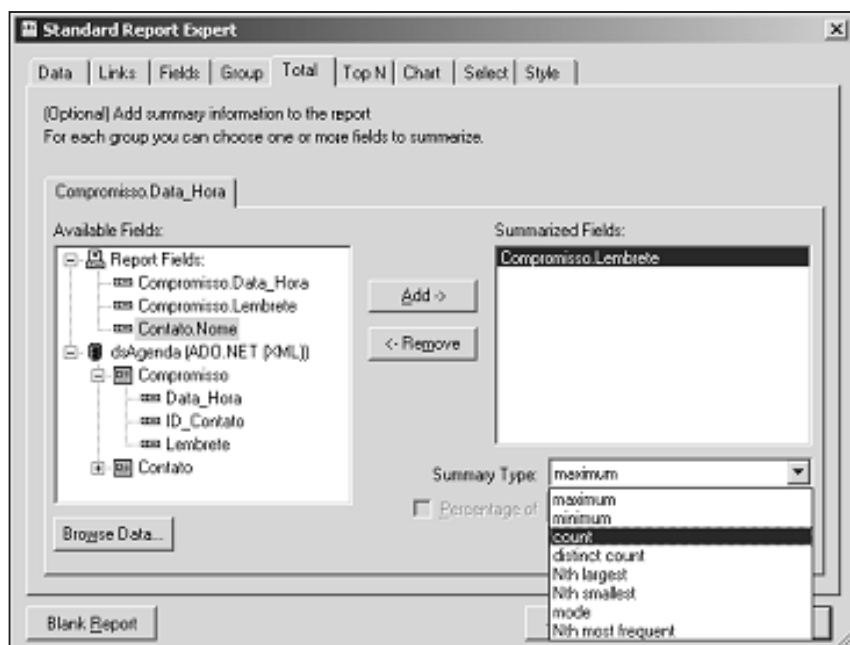 Standard Report Expert
Data Links Fields Group Total Top N Chart Select Style
(Optional) Add summary information to the report
For each group you can choose one or more fields to summarize.
Compromisso.Data_Hora
Available Fields:
Report Fields:
Compromisso.Data_Hora
Compromisso.Lembrete
Contato.Nome
dsAgenda (ADO.NET (XML))
Compromisso
Data_Hora
ID_Contato
Lembrete
Contato
Browse Data...
Add ->
<- Remove
Summarized Fields:
Compromisso.Lembrete
Summary Type: maximum
Percentage of
maximum
minimum
count
distinct count
Nth largest
Nth smallest
mode
Nth most frequent
Blank Report